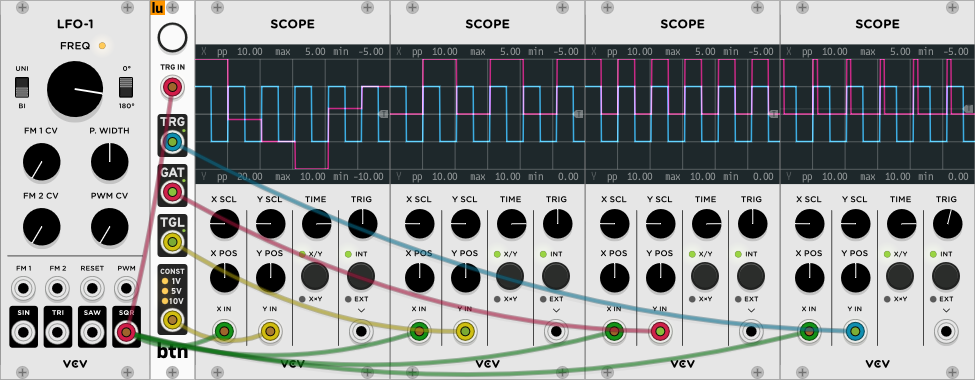 LFO-1
FREQ
UNI
BI
0°
180°
FM 1 CV
P. WIDTH
FM 2 CV
PWM CV
FM 1
FM 2
RESET
PWM
SIN
TRI
SAW
SQR
VCV
lu
TRG IN
TRG
GAT
TGL
CONST
1V
5V
10V
btn
SCOPE
X pp 10.00 max 5.00 min -5.00
Y pp 20.00 max 10.00 min -10.00
X SCL
Y SCL
TIME
TRIG
X POS
Y POS
X/Y
INT
X×Y
EXT
X IN
Y IN
VCV
SCOPE
X pp 10.00 max 5.00 min -5.00
Y pp 10.00 max 10.00 min 0.00
X SCL
Y SCL
TIME
TRIG
X POS
Y POS
X/Y
INT
X×Y
EXT
X IN
Y IN
VCV
SCOPE
X pp 10.00 max 5.00 min -5.00
Y pp 10.00 max 10.00 min 0.00
X SCL
Y SCL
TIME
TRIG
X POS
Y POS
X/Y
INT
X×Y
EXT
X IN
Y IN
VCV
SCOPE
X pp 10.00 max 5.00 min -5.00
Y pp 10.00 max 10.00 min 0.00
X SCL
Y SCL
TIME
TRIG
X POS
Y POS
X/Y
INT
X×Y
EXT
X IN
Y IN
VCV